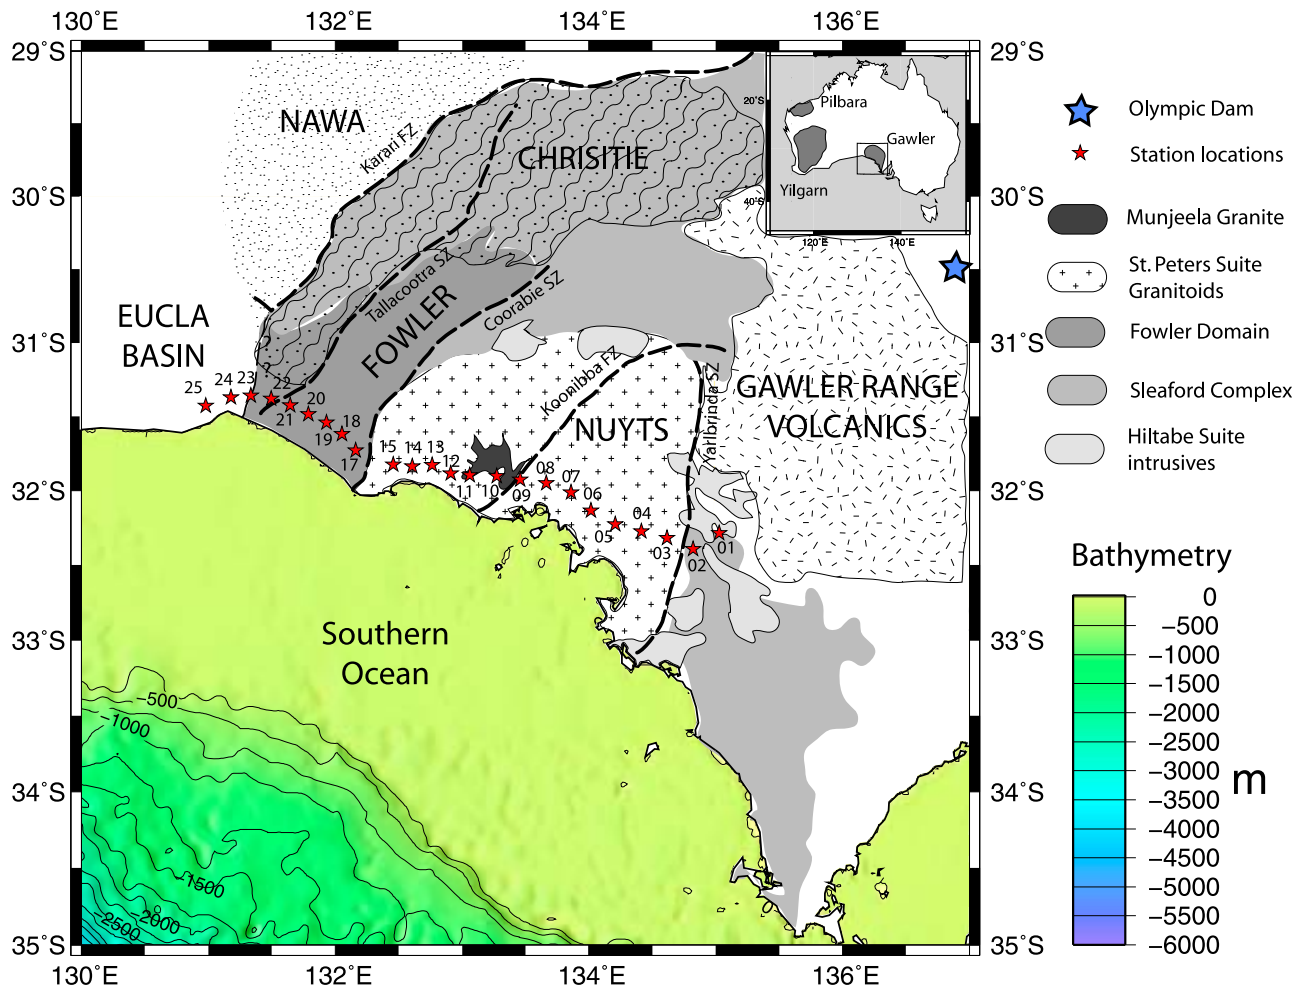 130°E
132°E
134°E
136°E
29°S
29°S
30°S
30°S
31°S
31°S
32°S
32°S
33°S
33°S
34°S
34°S
35°S
35°S
130°E
132°E
134°E
136°E
NAWA
Karari FZ
CHRISITIE
Tallacootra SZ
FOWLER
Coorabie SZ
EUCLA
BASIN
?
?
Koonibba FZ
NUYTS
Yarlbrinda SZ
GAWLER RANGE
VOLCANICS
25
24
23
22
21
20
19
18
17
15
14
13
12
11
10
09
08
07
06
05
04
03
02
01
Southern
Ocean
−500
−1000
−1500
−2000
−2500
20°S
40°S
120°E
140°E
Pilbara
Gawler
Yilgarn
Olympic Dam
Station locations
Munjeela Granite
St. Peters Suite
Granitoids
Fowler Domain
Sleaford Complex
Hiltabe Suite
intrusives
Bathymetry
0
−500
−1000
−1500
−2000
−2500
−3000
−3500
−4000
−4500
−5000
−5500
−6000
m